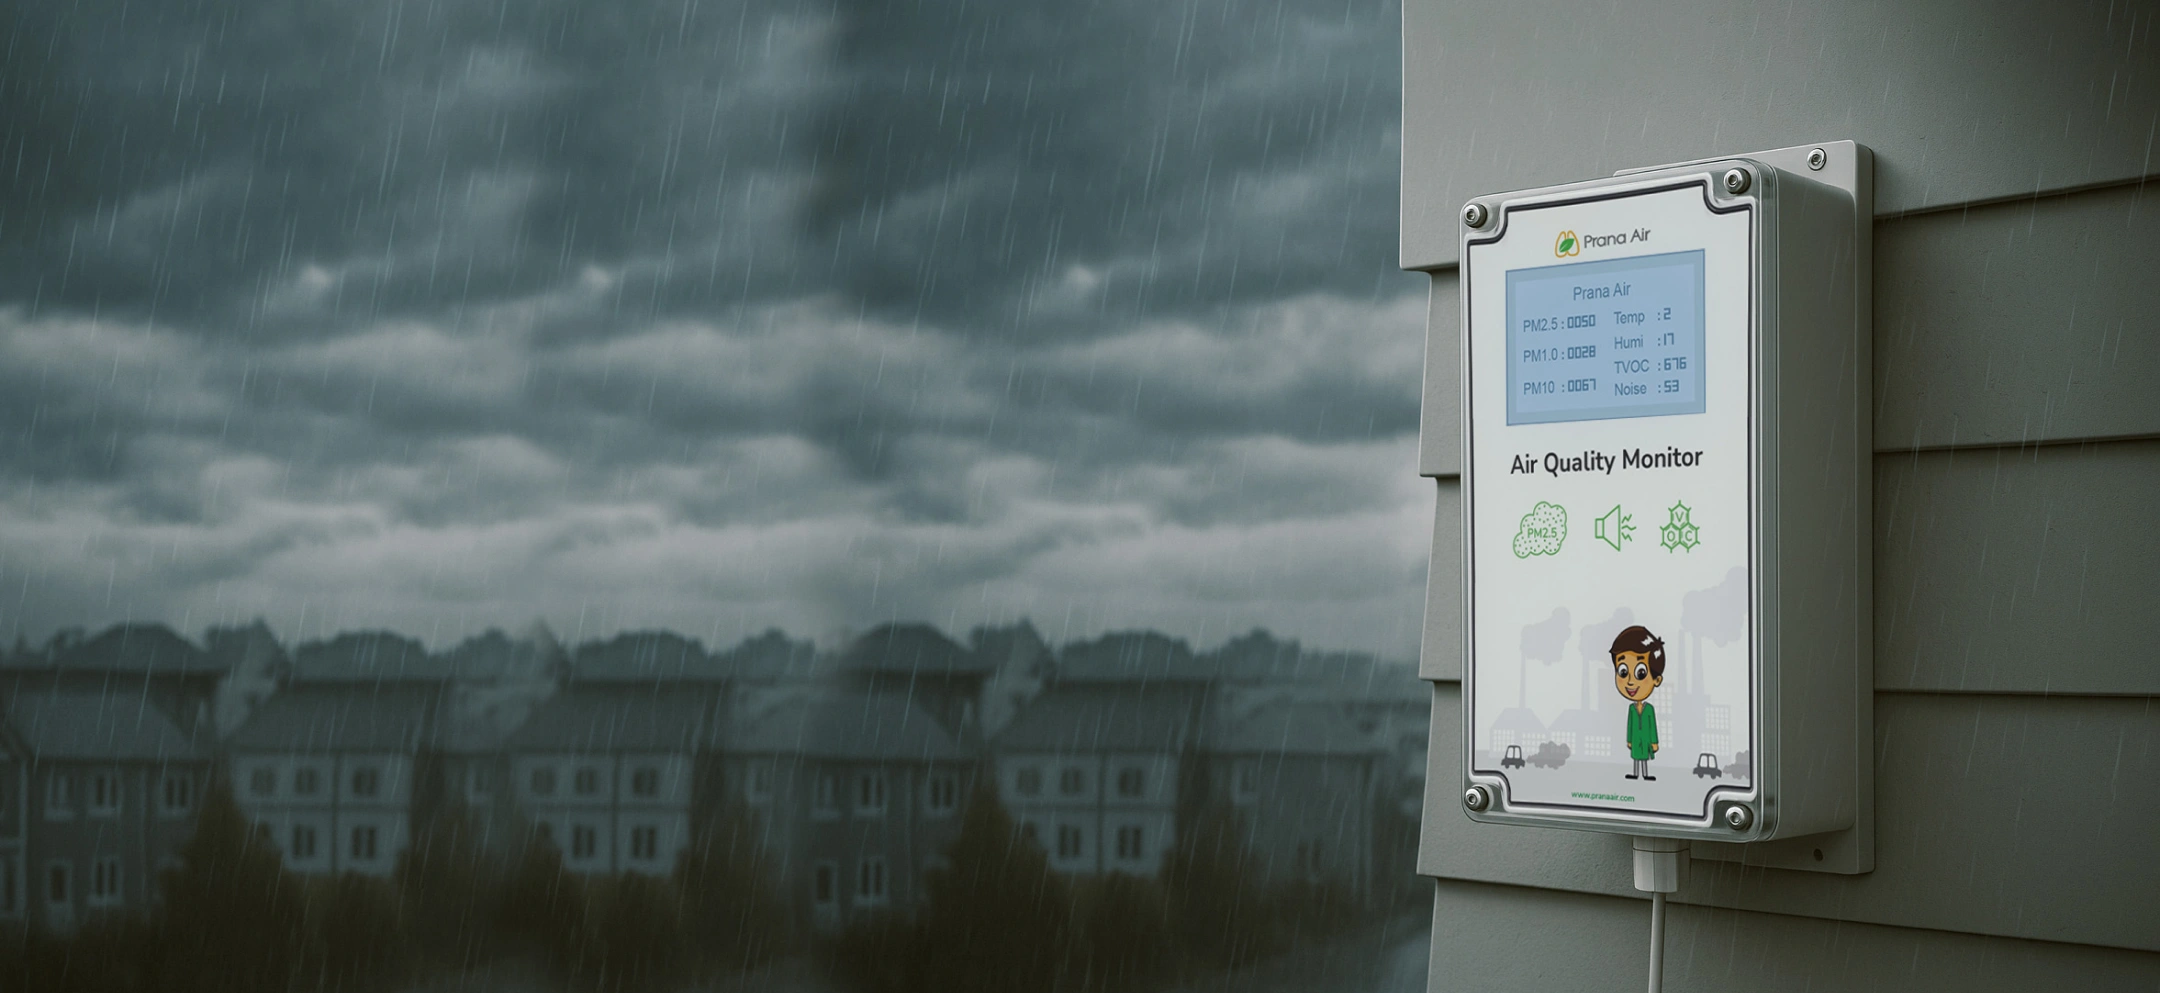 Prana Air
Prana Air
PM2.5 : 0050 Temp : 2
PM1.0 : 0028 Humi : 17
PM10 : 0067 TVOC : 676
Noise : 53
Air Quality Monitor
PM2.5
V
O C
www.pranaair.com